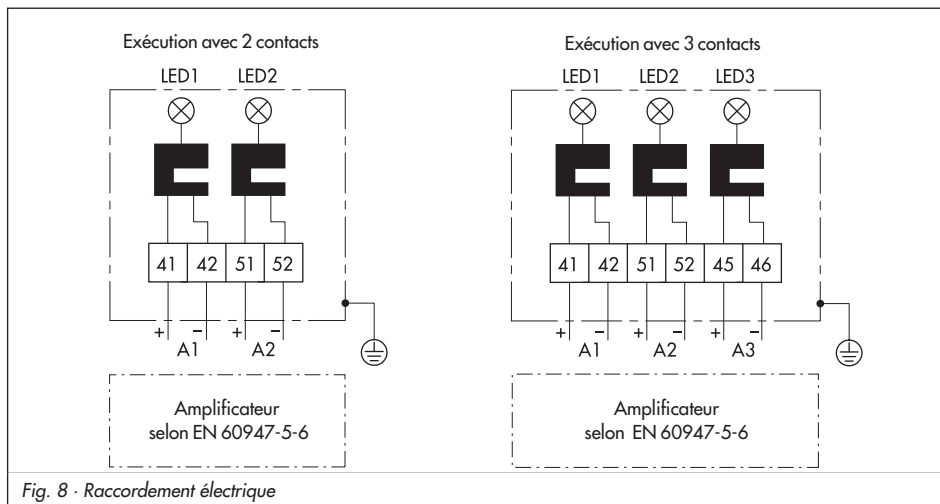 Exécution avec 2 contacts
LED1 LED2
41 42 51 52
+ – + –
A1 A2
Amplificateur
selon EN 60947-5-6
Exécution avec 3 contacts
LED1 LED2 LED3
41 42 51 52 45 46
+ – + – + –
A1 A2 A3
Amplificateur
selon EN 60947-5-6
Fig. 8 · Raccordement électrique